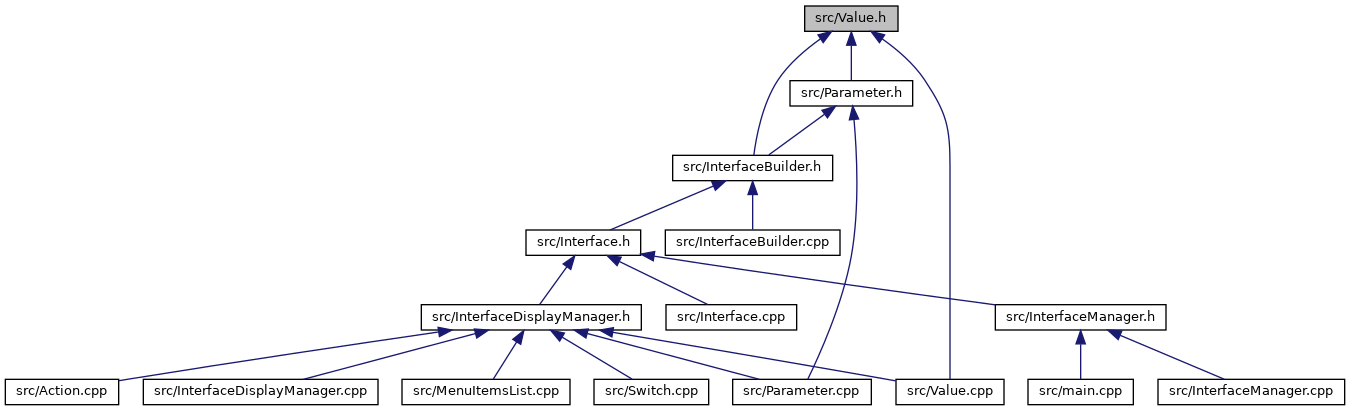 src/Value.h
src/Parameter.h
src/InterfaceBuilder.h
src/Interface.h
src/InterfaceBuilder.cpp
src/InterfaceDisplayManager.h
src/Interface.cpp
src/InterfaceManager.h
src/Action.cpp
src/InterfaceDisplayManager.cpp
src/MenuItemsList.cpp
src/Switch.cpp
src/Parameter.cpp
src/Value.cpp
src/main.cpp
src/InterfaceManager.cpp